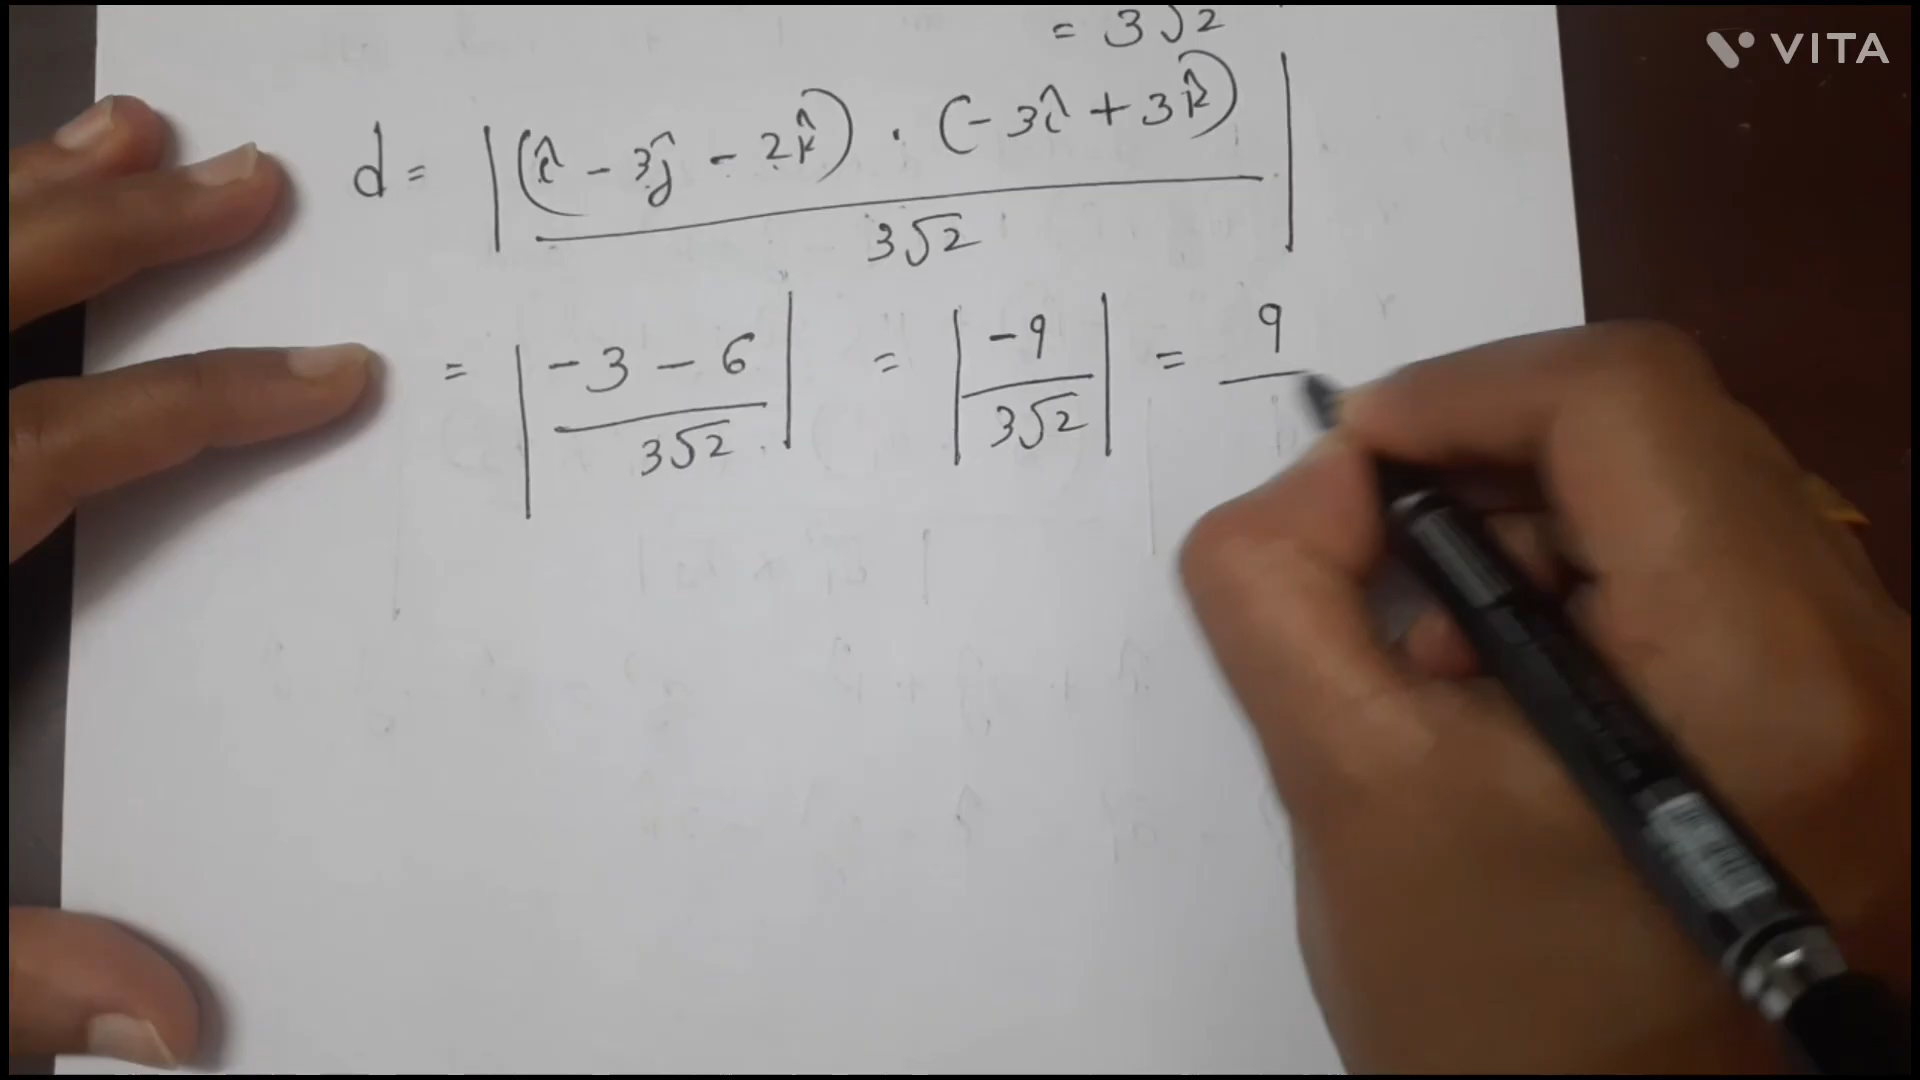 VITA
= 3√2
d = | (î - 3ĵ - 2k̂) . (-3î + 3k̂) / 3√2 |
= | -3 - 6 / 3√2 | = | -9 / 3√2 | = 9